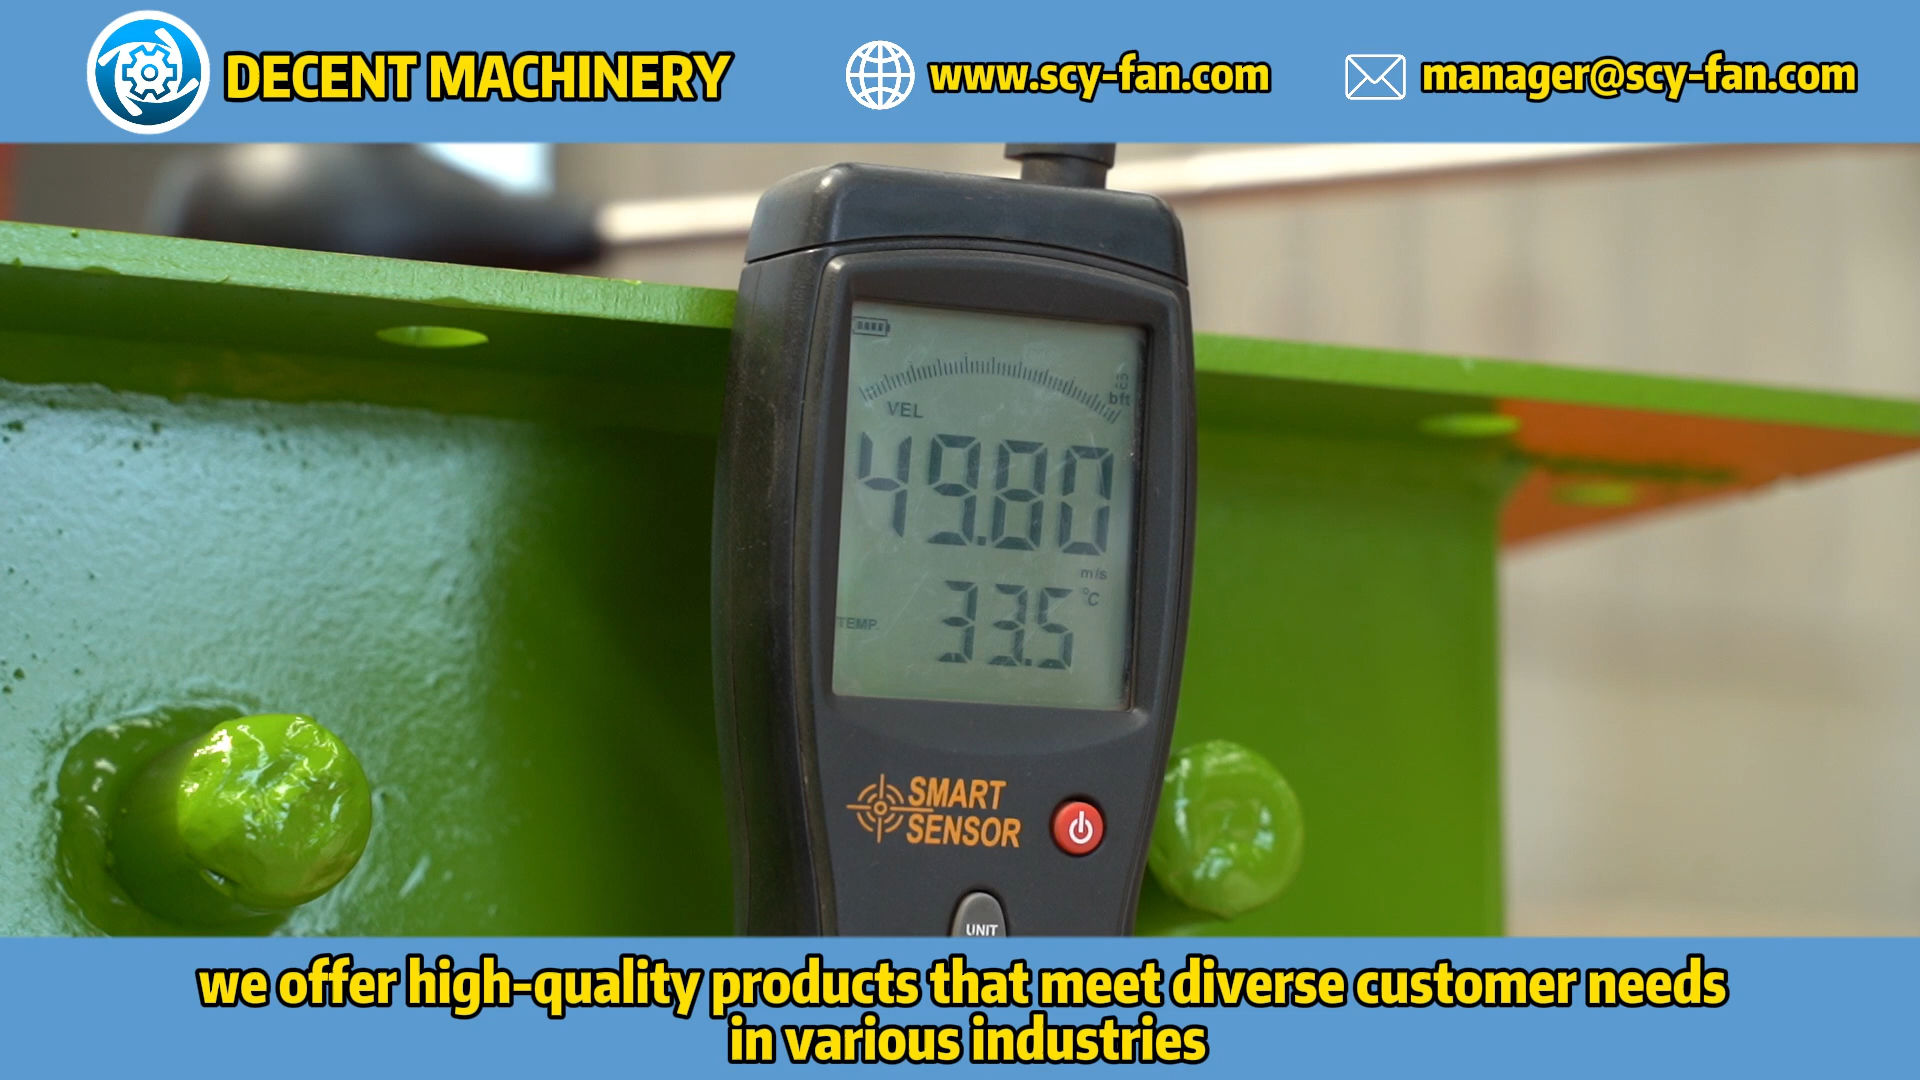 DECENT MACHINERY
www.scy-fan.com
manager@scy-fan.com
bft
VEL
49.80
m/s
33.5 °C
TEMP.
SMART
SENSOR
UNIT
we offer high-quality products that meet diverse customer needs
in various industries